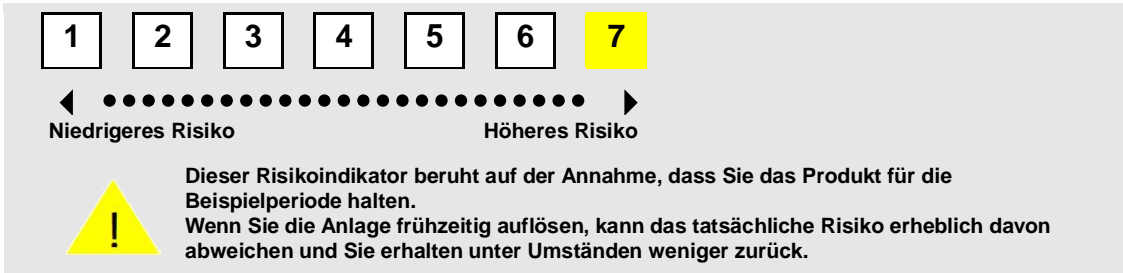 1 2 3 4 5 6 7
Niedrigeres Risiko Höheres Risiko
Dieser Risikoindikator beruht auf der Annahme, dass Sie das Produkt für die
Beispielperiode halten.
Wenn Sie die Anlage frühzeitig auflösen, kann das tatsächliche Risiko erheblich davon
abweichen und Sie erhalten unter Umständen weniger zurück.
!